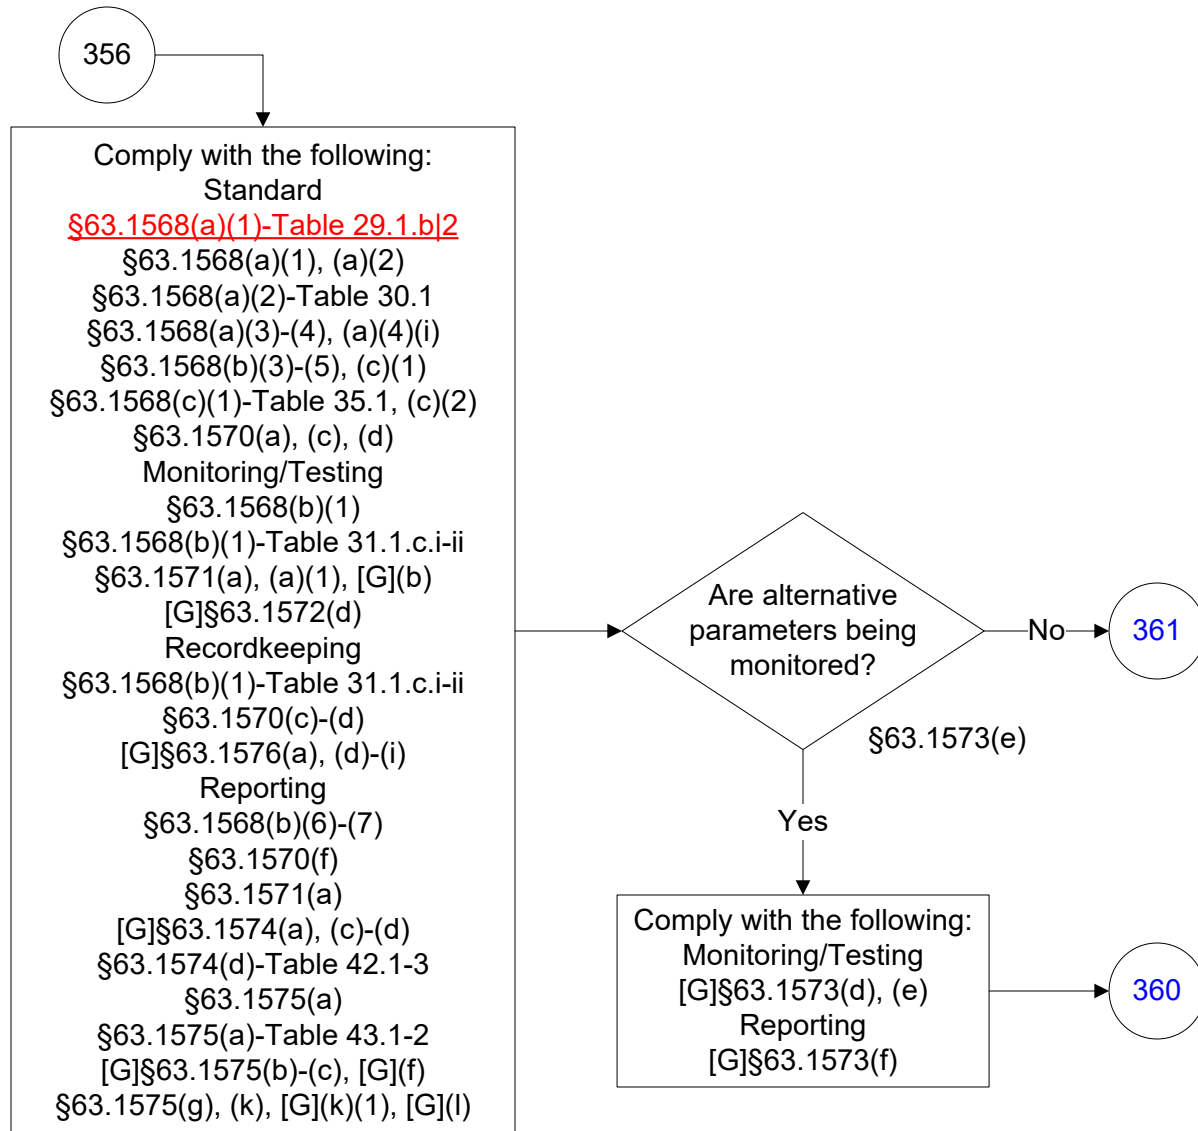 356
Comply with the following:
Standard
§63.1568(a)(1)-Table 29.1.b|2
§63.1568(a)(1), (a)(2)
§63.1568(a)(2)-Table 30.1
§63.1568(a)(3)-(4), (a)(4)(i)
§63.1568(b)(3)-(5), (c)(1)
§63.1568(c)(1)-Table 35.1, (c)(2)
§63.1570(a), (c), (d)
Monitoring/Testing
§63.1568(b)(1)
§63.1568(b)(1)-Table 31.1.c.i-ii
§63.1571(a), (a)(1), [G](b)
[G]§63.1572(d)
Recordkeeping
§63.1568(b)(1)-Table 31.1.c.i-ii
§63.1570(c)-(d)
[G]§63.1576(a), (d)-(i)
Reporting
§63.1568(b)(6)-(7)
§63.1570(f)
§63.1571(a)
[G]§63.1574(a), (c)-(d)
§63.1574(d)-Table 42.1-3
§63.1575(a)
§63.1575(a)-Table 43.1-2
[G]§63.1575(b)-(c), [G](f)
§63.1575(g), (k), [G](k)(1), [G](l)
Are alternative
parameters being
monitored?
§63.1573(e)
No
361
Yes
Comply with the following:
Monitoring/Testing
[G]§63.1573(d), (e)
Reporting
[G]§63.1573(f)
360